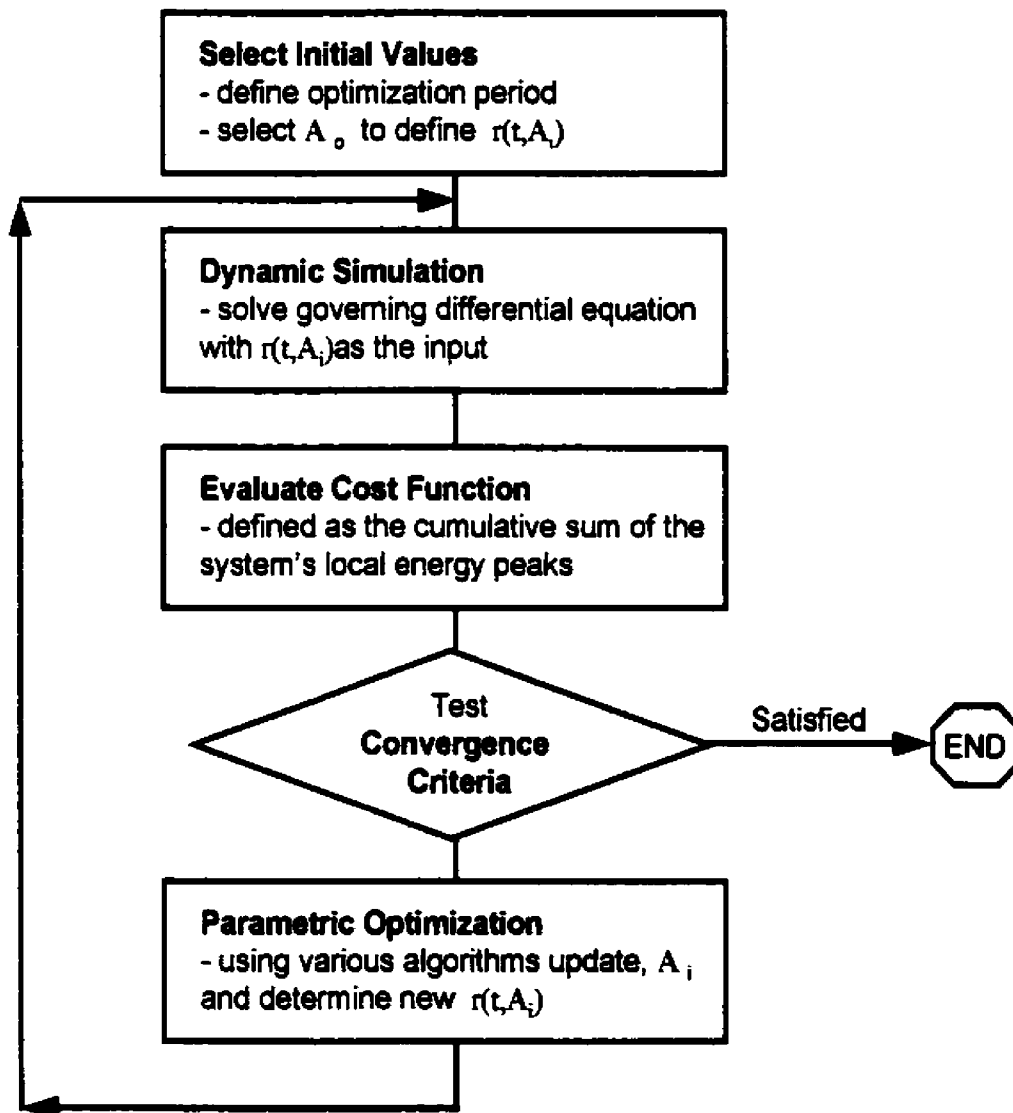 Select Initial Values
- define optimization period
- select A₀ to define r(t,Aᵢ)
Dynamic Simulation
- solve governing differential equation
with r(t,Aᵢ)as the input
Evaluate Cost Function
- defined as the cumulative sum of the
system's local energy peaks
Test
Convergence
Criteria
Satisfied
END
Parametric Optimization
- using various algorithms update, Aᵢ
and determine new r(t,Aᵢ)